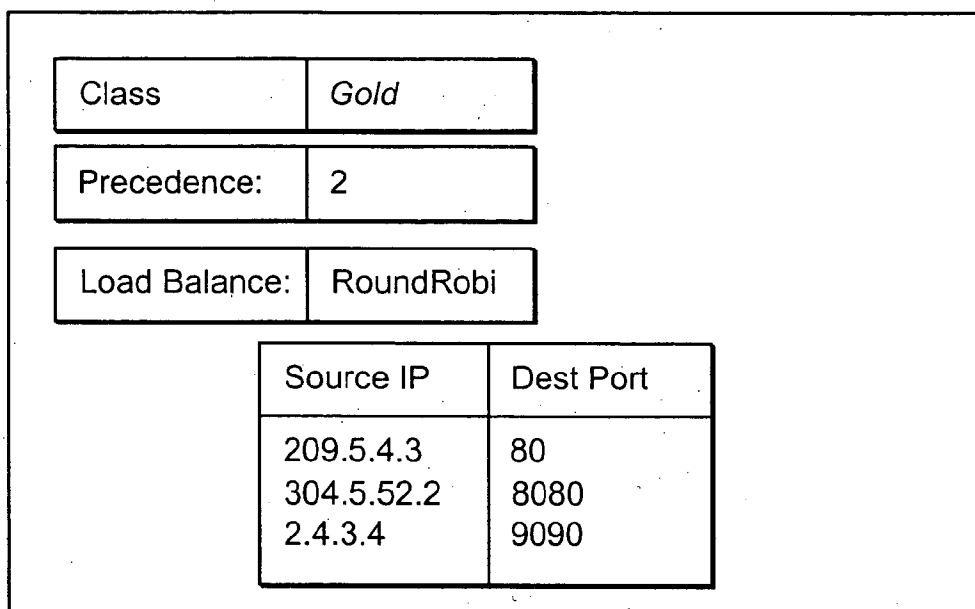 Class Gold
Precedence: 2
Load Balance: RoundRobi
Source IP Dest Port
209.5.4.3 80
304.5.52.2 8080
2.4.3.4 9090